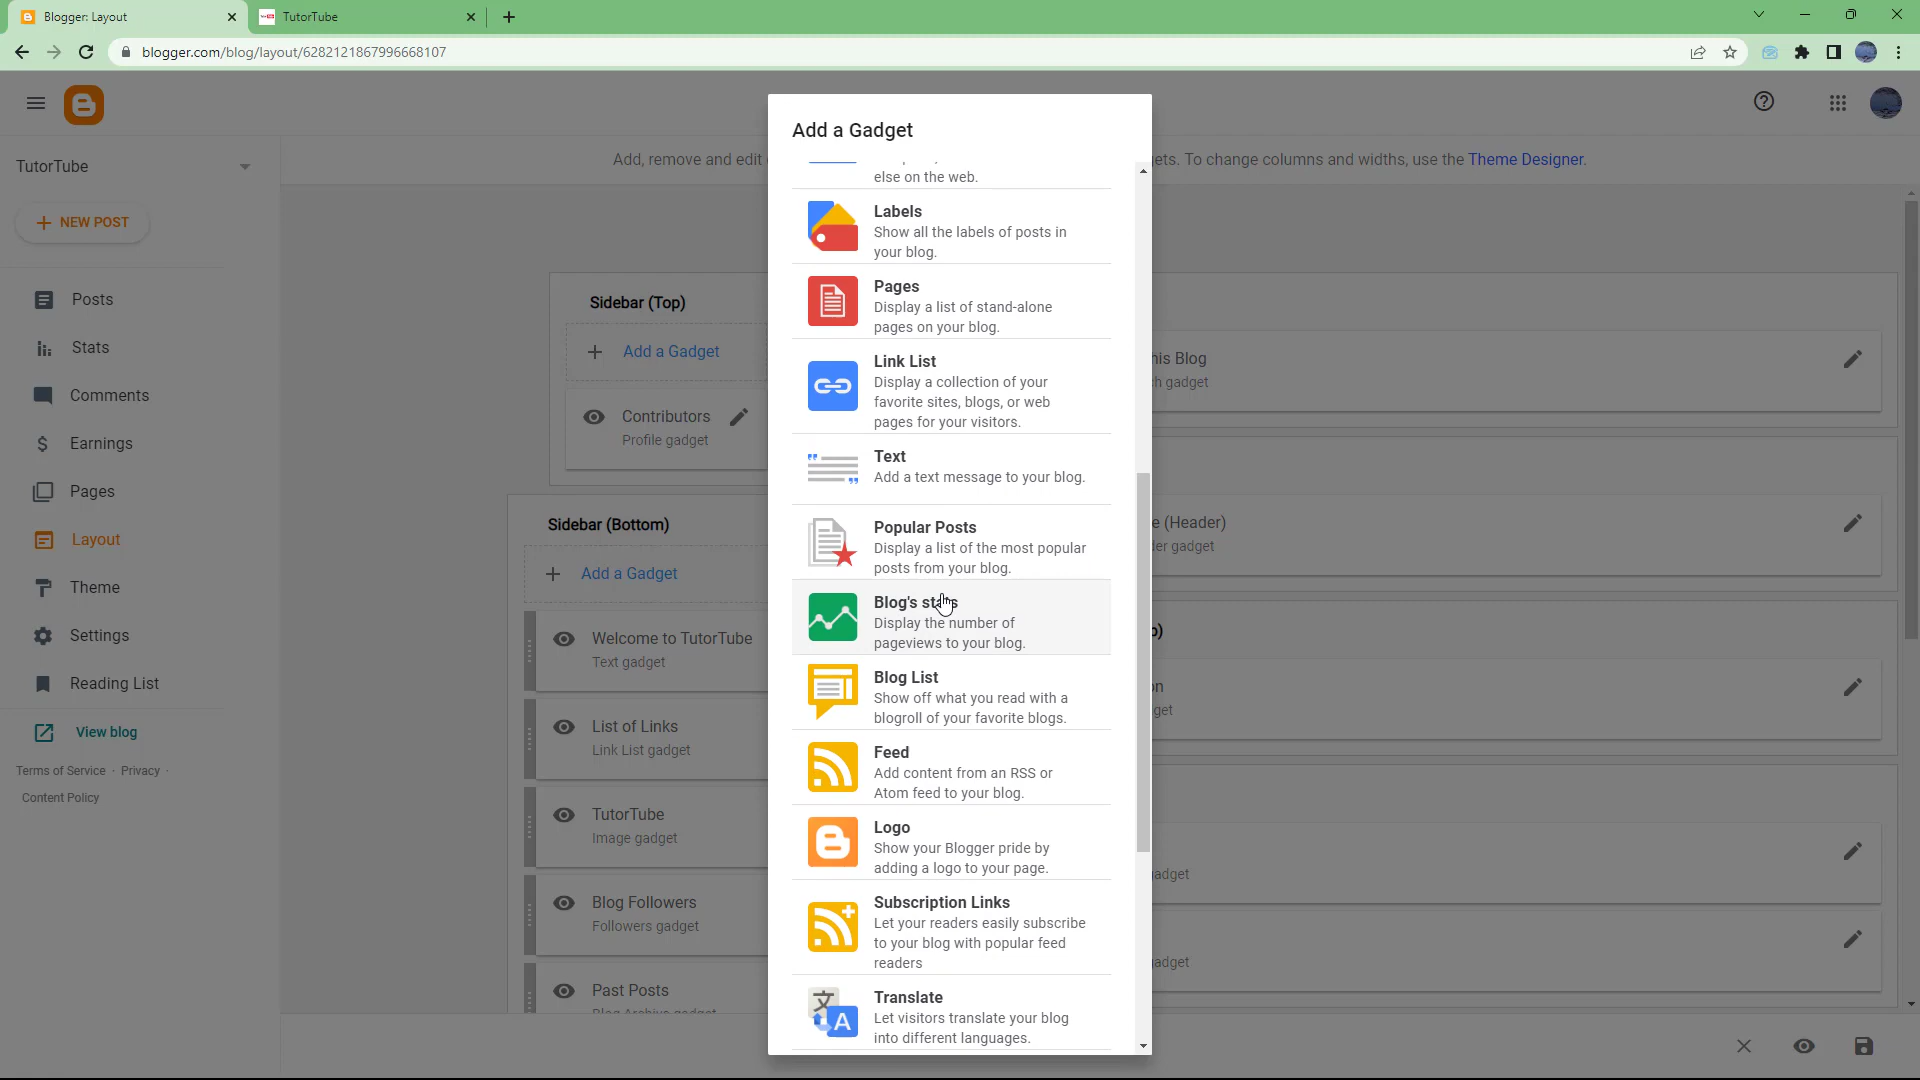 Blogger: Layout
TutorTube
blogger.com/blog/layout/6282121867996668107
TutorTube
NEW POST
Posts
Stats
Comments
Earnings
Pages
Layout
Theme
Settings
Reading List
View blog
Terms of Service · Privacy ·
Content Policy
Add, remove and edit
ets. To change columns and widths, use the Theme Designer.
Sidebar (Top)
Add a Gadget
Contributors
Profile gadget
Sidebar (Bottom)
Add a Gadget
Welcome to TutorTube
Text gadget
List of Links
Link List gadget
TutorTube
Image gadget
Blog Followers
Followers gadget
Past Posts
Blog Archive gadget
Add a Gadget
else on the web.
Labels
Show all the labels of posts in
your blog.
Pages
Display a list of stand-alone
pages on your blog.
Link List
Display a collection of your
favorite sites, blogs, or web
pages for your visitors.
Text
Add a text message to your blog.
Popular Posts
Display a list of the most popular
posts from your blog.
Blog's stats
Display the number of
pageviews to your blog.
Blog List
Show off what you read with a
blogroll of your favorite blogs.
Feed
Add content from an RSS or
Atom feed to your blog.
Logo
Show your Blogger pride by
adding a logo to your page.
Subscription Links
Let your readers easily subscribe
to your blog with popular feed
readers
Translate
Let visitors translate your blog
into different languages.
his Blog
ch gadget
e (Header)
der gadget
p)
on
get
adget
adget